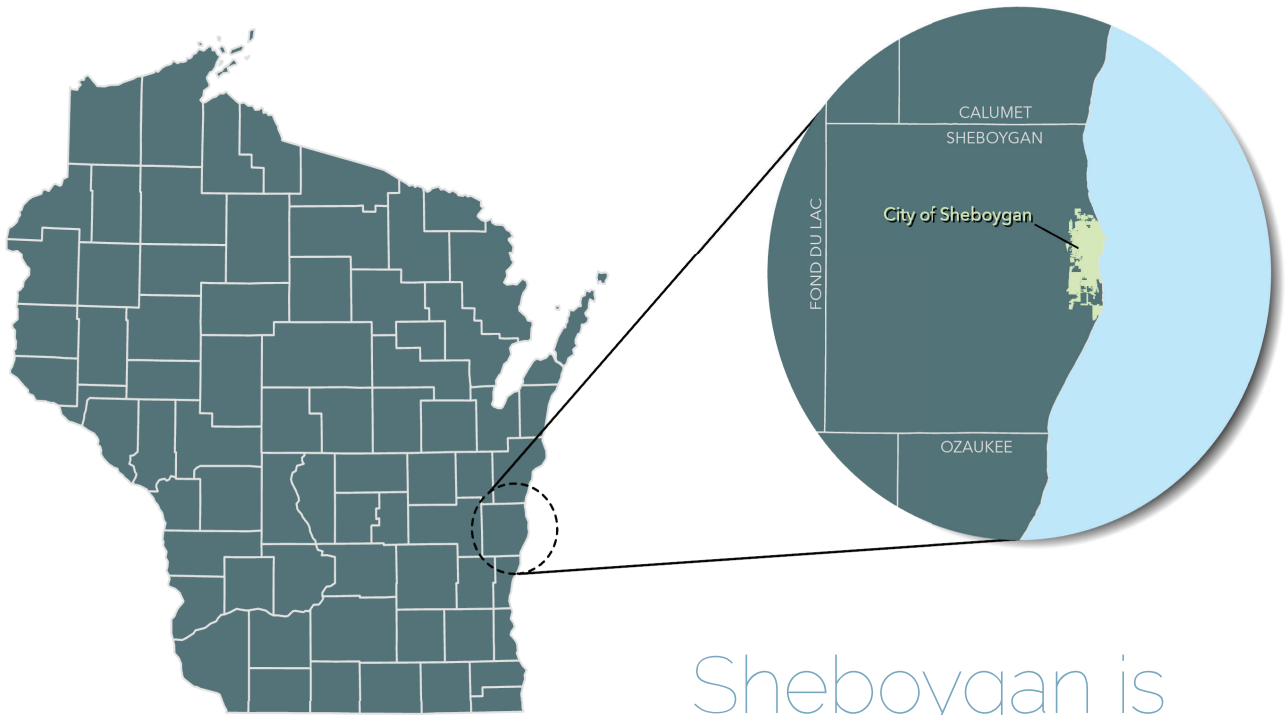 CALUMET
SHEBOYGAN
City of Sheboygan
FOND DU LAC
OZAUKEE
Sheboygan is